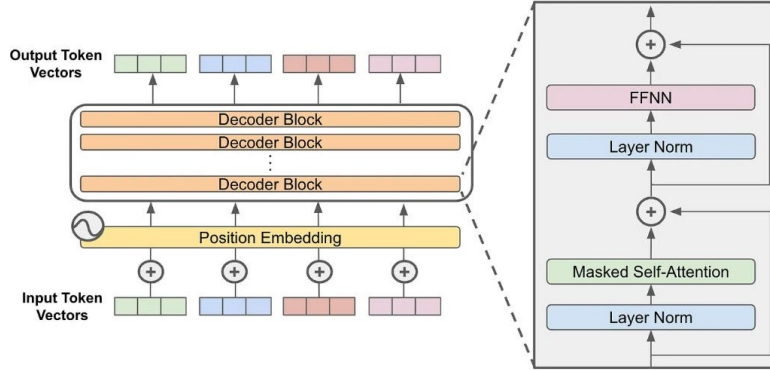 Output Token
Vectors
Decoder Block
Decoder Block
Decoder Block
Position Embedding
Input Token
Vectors
FFNN
Layer Norm
Masked Self-Attention
Layer Norm